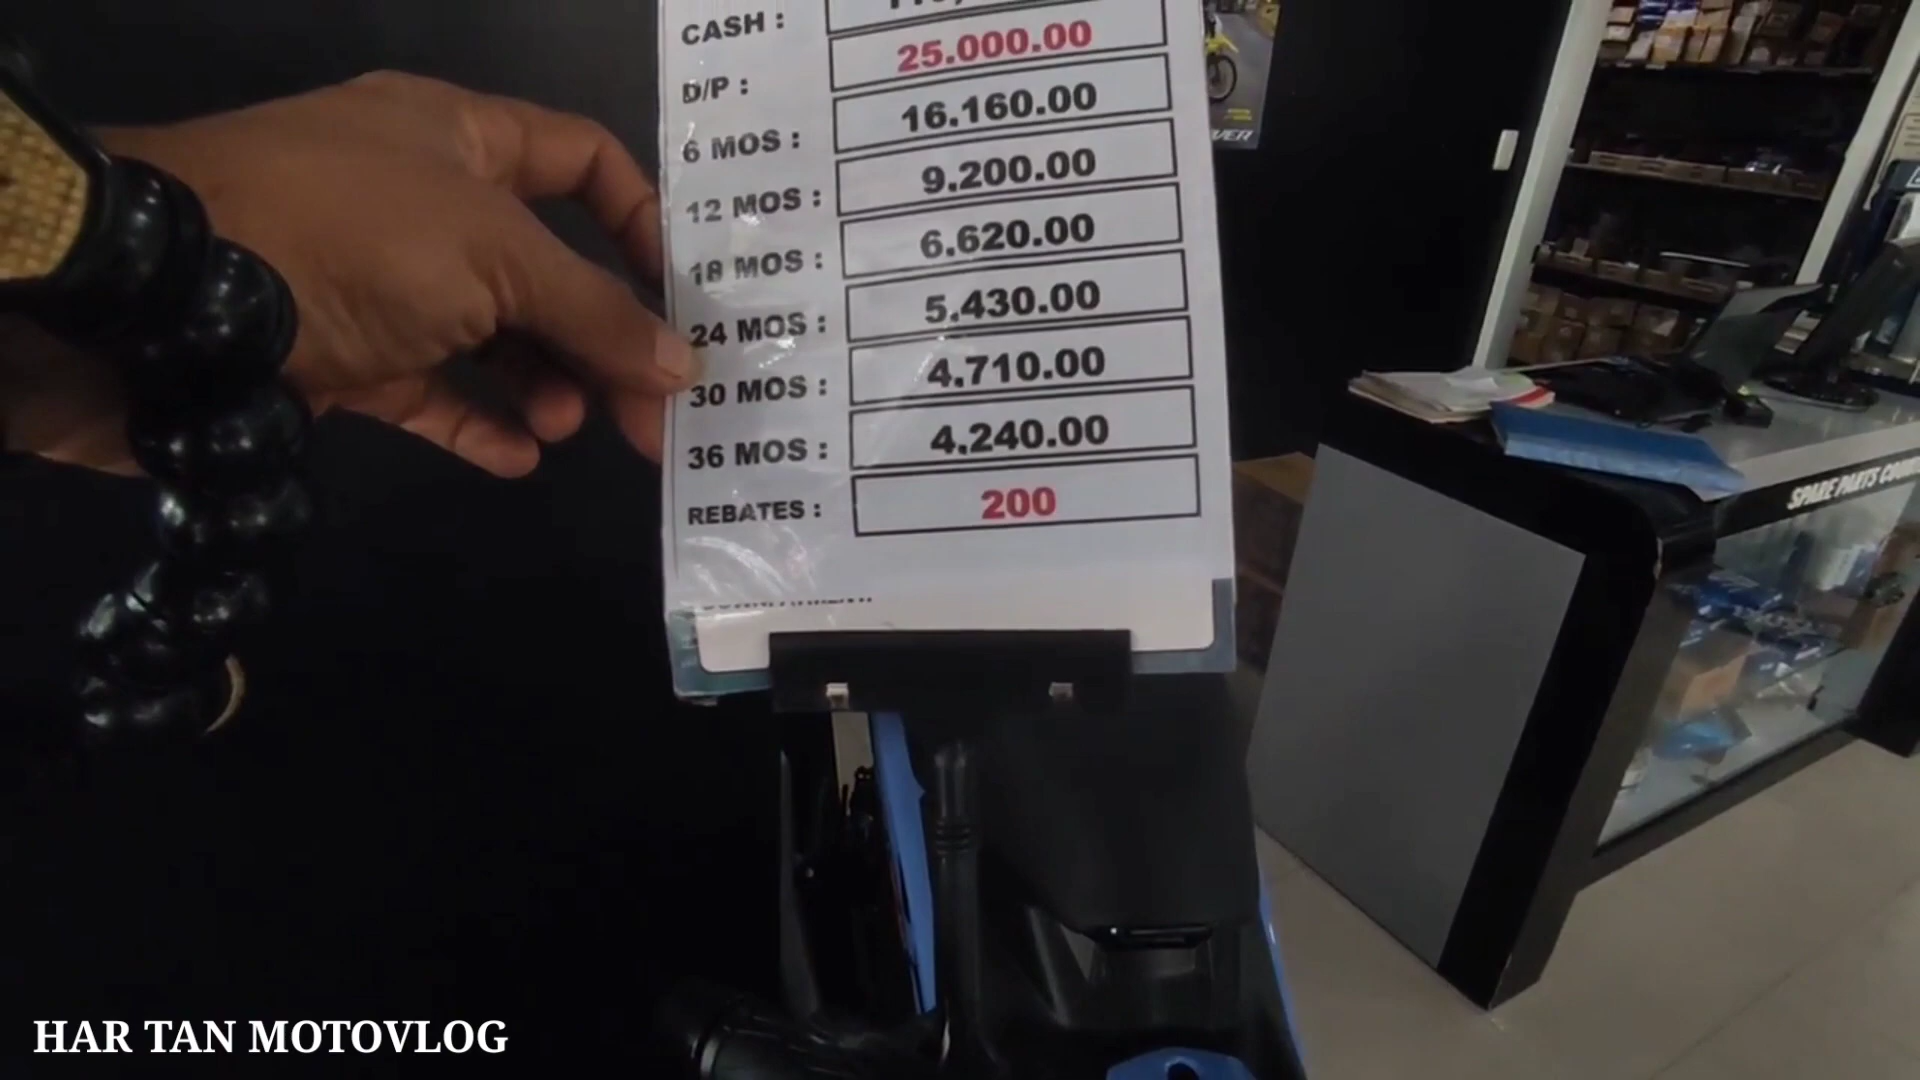 CASH :
D/P : 25.000.00
6 MOS : 16.160.00
12 MOS : 9.200.00
18 MOS : 6.620.00
24 MOS : 5.430.00
30 MOS : 4.710.00
36 MOS : 4.240.00
REBATES : 200
SPARE PARTS
HAR TAN MOTOVLOG